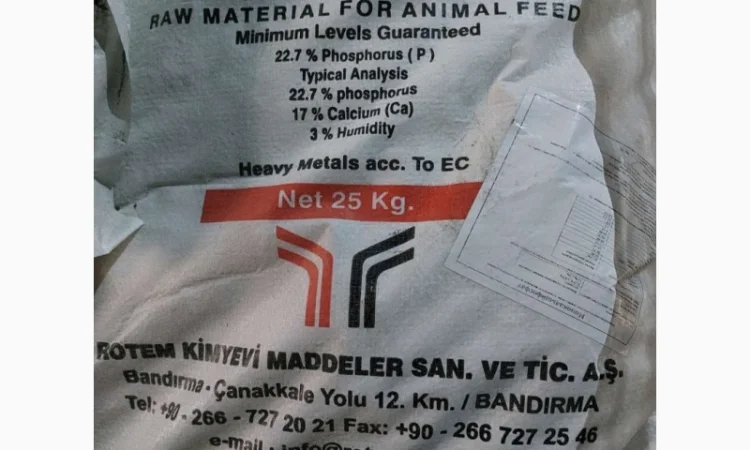 RAW MATERIAL FOR ANIMAL FEED
Minimum Levels Guaranteed
22.7 % Phosphorus ( P )
Typical Analysis
22.7 % phosphorus
17 % Calcium (Ca)
3 % Humidity
Heavy Metals acc. To EC
Net 25 Kg.
ROTEM KİMYEVİ MADDELER SAN. VE TİC. A.Ş.
Bandırma - Çanakkale Yolu 12. Km. / BANDIRMA
Tel: +90 - 266 - 727 20 21 Fax: +90 - 266 727 25 46
e-mail :